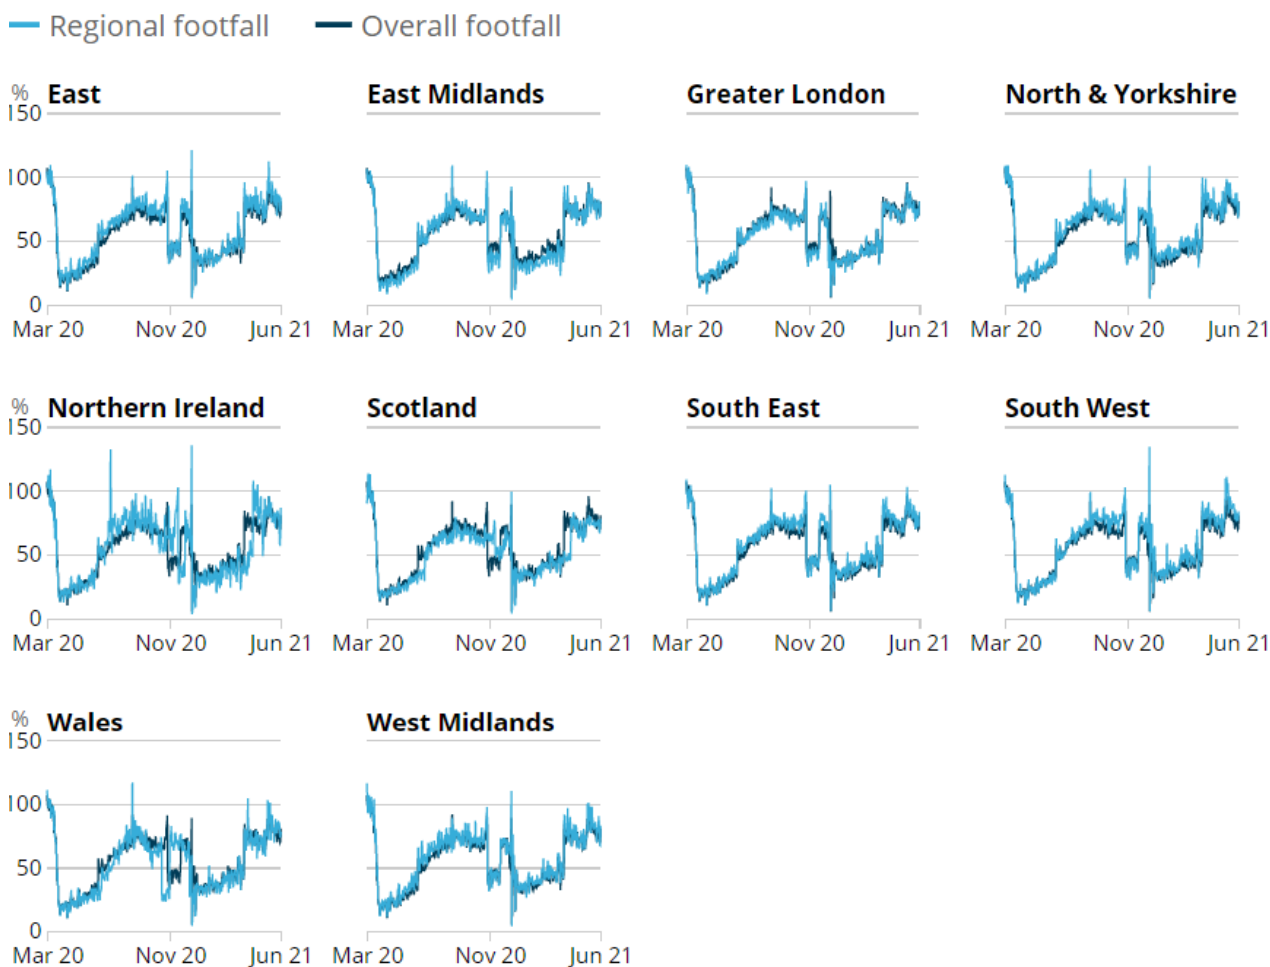 Regional footfall Overall footfall
% East East Midlands Greater London North & Yorkshire
150
100
50
0
Mar 20 Nov 20 Jun 21 Mar 20 Nov 20 Jun 21 Mar 20 Nov 20 Jun 21 Mar 20 Nov 20 Jun 21
% Northern Ireland Scotland South East South West
150
100
50
0
Mar 20 Nov 20 Jun 21 Mar 20 Nov 20 Jun 21 Mar 20 Nov 20 Jun 21 Mar 20 Nov 20 Jun 21
% Wales West Midlands
150
100
50
0
Mar 20 Nov 20 Jun 21 Mar 20 Nov 20 Jun 21